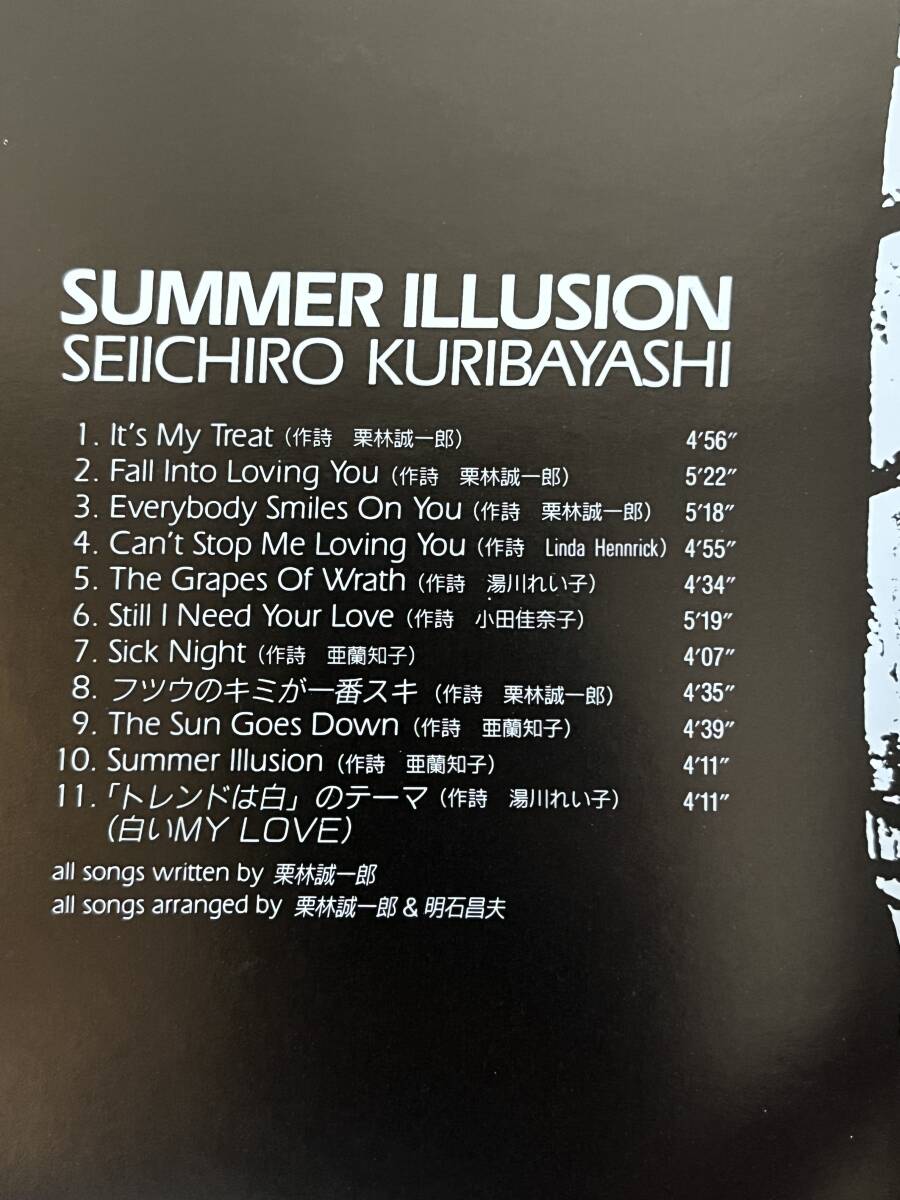 SUMMER ILLUSION
SEIICHIRO KURIBAYASHI
1. It's My Treat (作詩 栗林誠一郎) 4'56"
2. Fall Into Loving You (作詩 栗林誠一郎) 5'22"
3. Everybody Smiles On You (作詩 栗林誠一郎) 5'18"
4. Can't Stop Me Loving You (作詩 Linda Hennrick) 4'55"
5. The Grapes Of Wrath (作詩 湯川れい子) 4'34"
6. Still I Need Your Love (作詩 小田佳奈子) 5'19"
7. Sick Night (作詩 亜蘭知子) 4'07"
8. フツウのキミが一番スキ (作詩 栗林誠一郎) 4'35"
9. The Sun Goes Down (作詩 亜蘭知子) 4'39"
10. Summer Illusion (作詩 亜蘭知子) 4'11"
11.「トレンドは白」のテーマ (作詩 湯川れい子) 4'11"
(白いMY LOVE)
all songs written by 栗林誠一郎
all songs arranged by 栗林誠一郎 & 明石昌夫